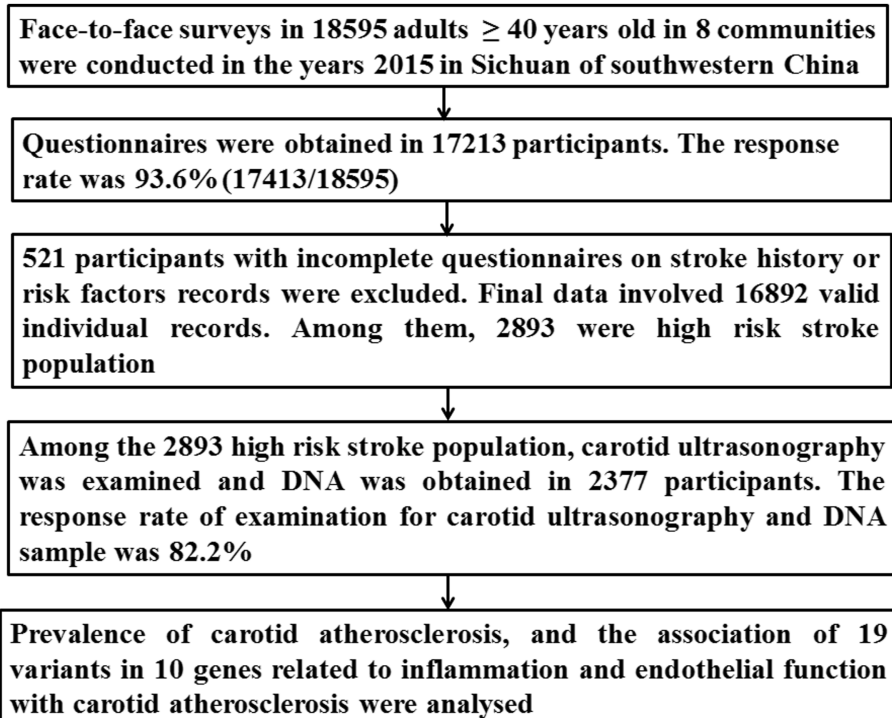 Face-to-face surveys in 18595 adults ≥ 40 years old in 8 communities
were conducted in the years 2015 in Sichuan of southwestern China
Questionnaires were obtained in 17213 participants. The response
rate was 93.6% (17413/18595)
521 participants with incomplete questionnaires on stroke history or
risk factors records were excluded. Final data involved 16892 valid
individual records. Among them, 2893 were high risk stroke
population
Among the 2893 high risk stroke population, carotid ultrasonography
was examined and DNA was obtained in 2377 participants. The
response rate of examination for carotid ultrasonography and DNA
sample was 82.2%
Prevalence of carotid atherosclerosis, and the association of 19
variants in 10 genes related to inflammation and endothelial function
with carotid atherosclerosis were analysed